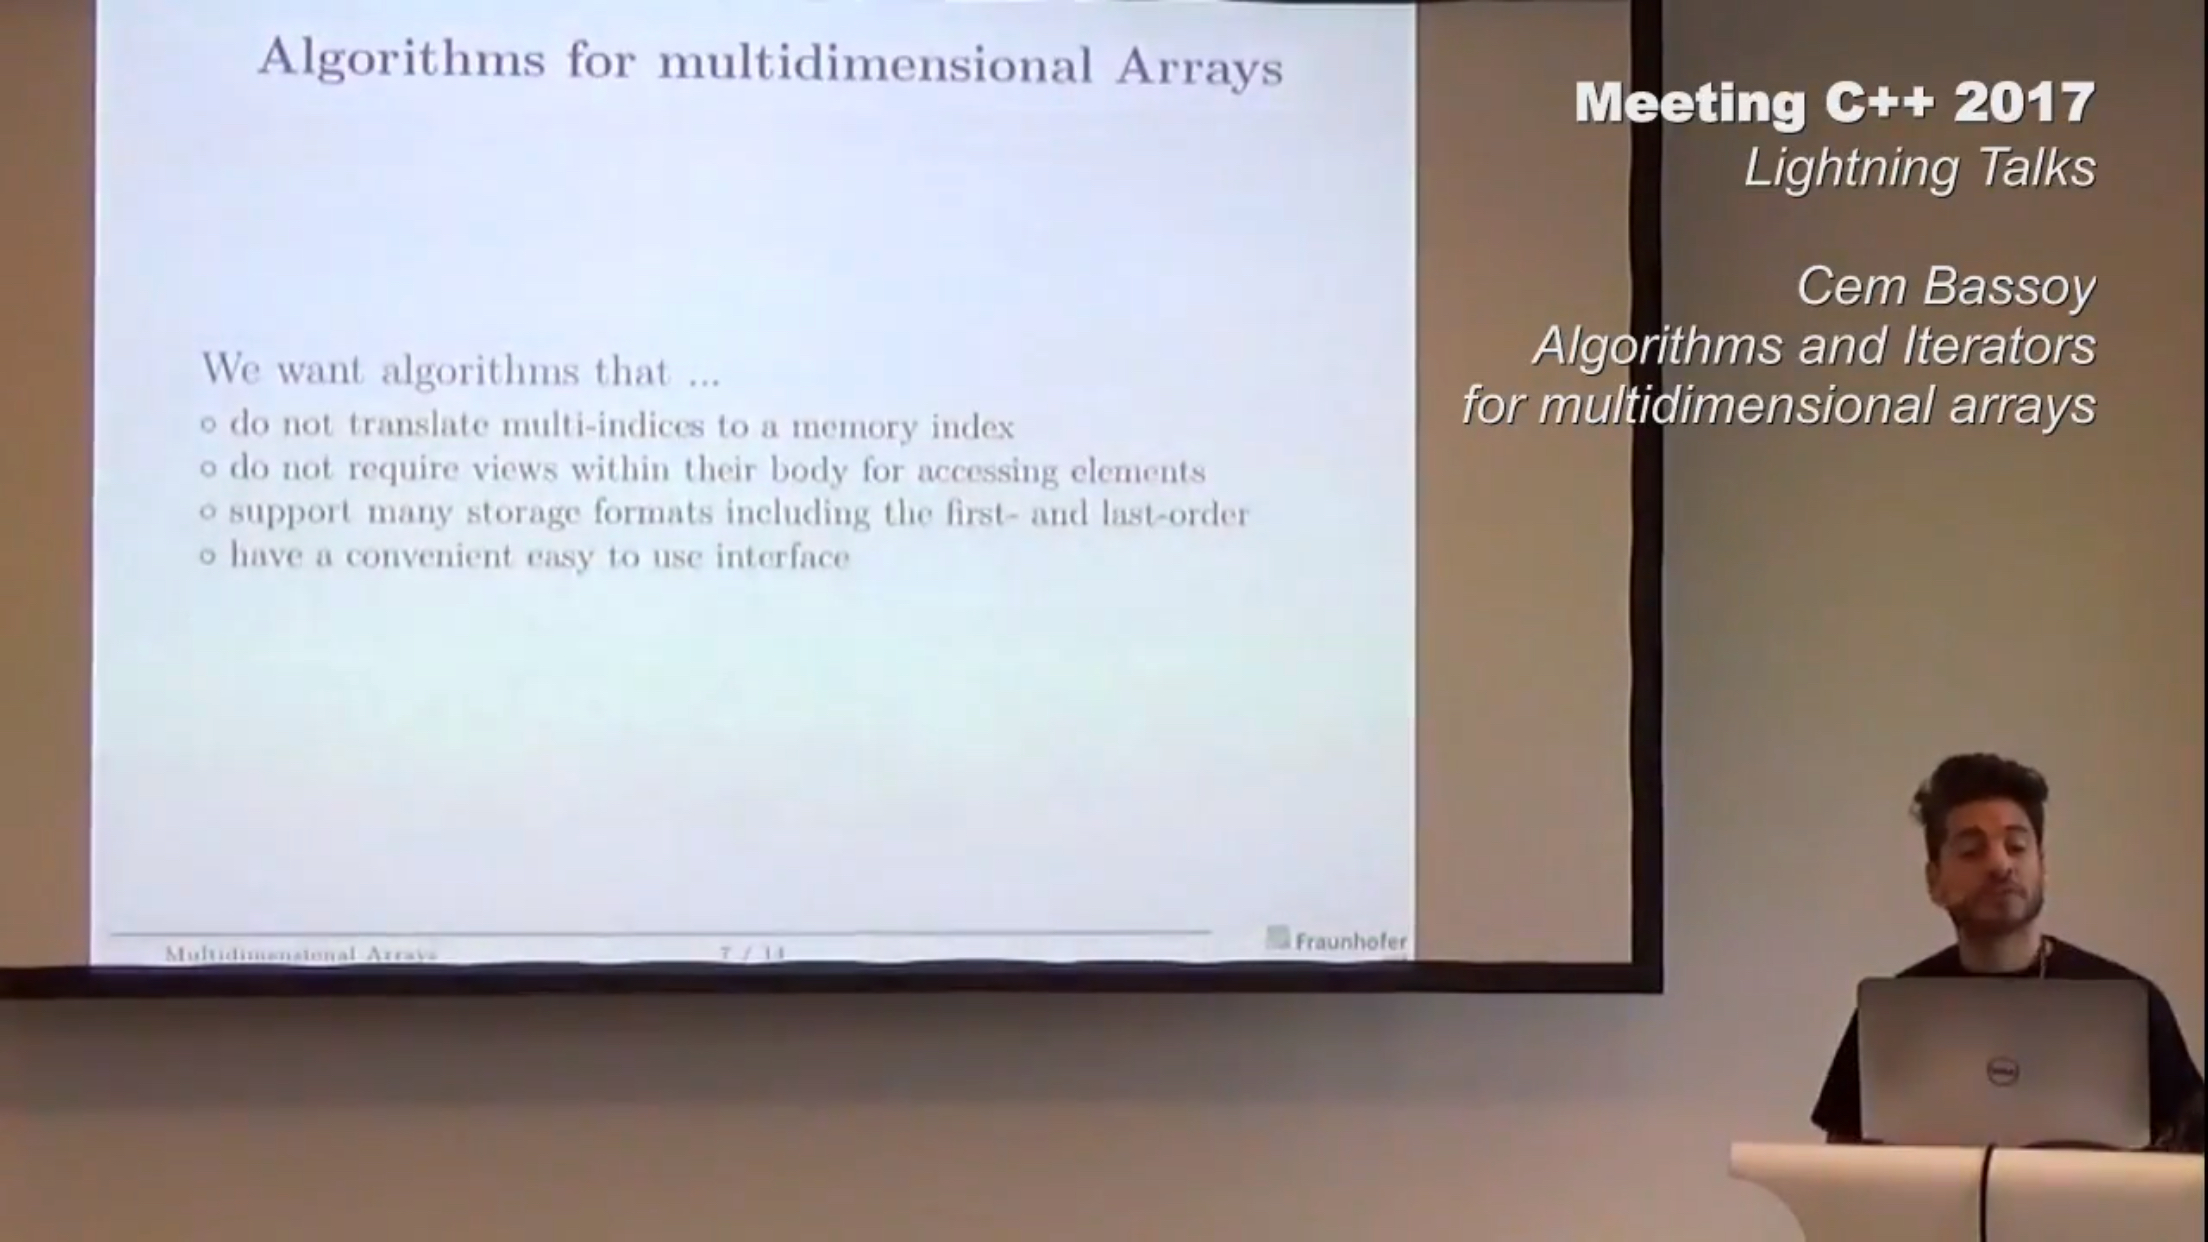 Algorithms for multidimensional Arrays
We want algorithms that ...
○ do not translate multi-indices to a memory index
○ do not require views within their body for accessing elements
○ support many storage formats including the first- and last-order
○ have a convenient easy to use interface
Multidimensional Arrays
7 / 14
Fraunhofer
Meeting C++ 2017
Lightning Talks
Cem Bassoy
Algorithms and Iterators
for multidimensional arrays
DELL